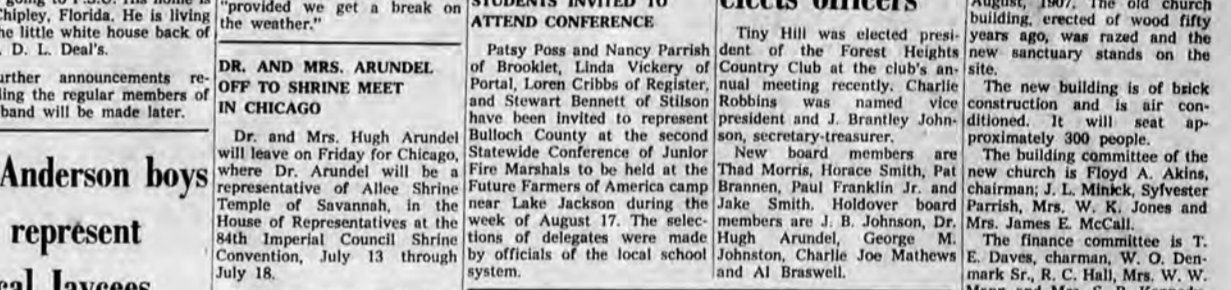 going to F.S.U. His home is
Chipley, Florida. He is living
the little white house back of
D. L. Deal's.
further announcements re-
ding the regular members of
band will be made later.
Anderson boys
represent
cal Jaycees
"provided we get a break on
the weather."
DR. AND MRS. ARUNDEL
OFF TO SHRINE MEET
IN CHICAGO
Dr. and Mrs. Hugh Arundel
will leave on Friday for Chicago,
where Dr. Arundel will be a
representative of Allee Shrine
Temple of Savannah, in the
House of Representatives at the
84th Imperial Council Shrine
Convention, July 13 through
July 18.
STUDENTS INVITED TO
ATTEND CONFERENCE
Patsy Poss and Nancy Parrish
of Brooklet, Linda Vickery of
Portal, Loren Cribbs of Register,
and Stewart Bennett of Stilson
have been invited to represent
Bulloch County at the second
Statewide Conference of Junior
Fire Marshals to be held at the
Future Farmers of America camp
near Lake Jackson during the
week of August 17. The selec-
tions of delegates were made
by officials of the local school
system.
elects officers
Tiny Hill was elected presi-
dent of the Forest Heights
Country Club at the club's an-
nual meeting recently. Charlie
Robbins was named vice
president and J. Brantley John-
son, secretary-treasurer.
New board members are
Thad Morris, Horace Smith, Pat
Brannen, Paul Franklin Jr. and
Jake Smith. Holdover board
members are J. B. Johnson, Dr.
Hugh Arundel, George M.
Johnston, Charlie Joe Mathews
and Al Braswell.
August, 1907. The old church
building, erected of wood fifty
years ago, was razed and the
new sanctuary stands on the
site.
The new building is of brick
construction and is air con-
ditioned. It will seat ap-
proximately 300 people.
The building committee of the
new church is Floyd A. Akins,
chairman; J. L. Minick, Syfvester
Parrish, Mrs. W. K. Jones and
Mrs. James E. McCall.
The finance committee is T.
E. Daves, charman, W. O. Den-
mark Sr., R. C. Hall, Mrs. W. W.